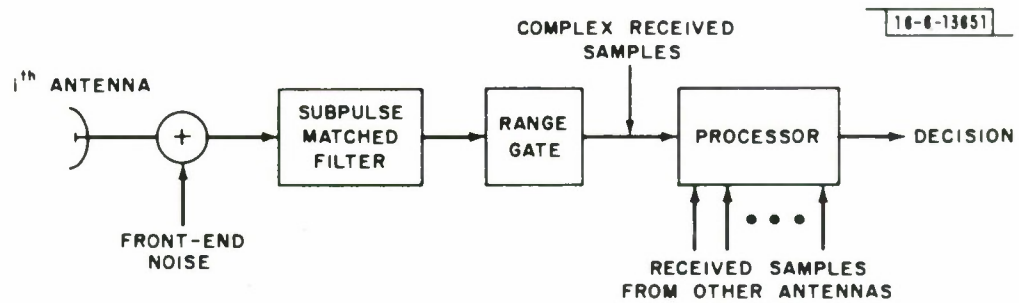 16-6-13651
COMPLEX RECEIVED
SAMPLES
ith ANTENNA
+
SUBPULSE
MATCHED
FILTER
RANGE
GATE
PROCESSOR
DECISION
FRONT-END
NOISE
RECEIVED SAMPLES
FROM OTHER ANTENNAS